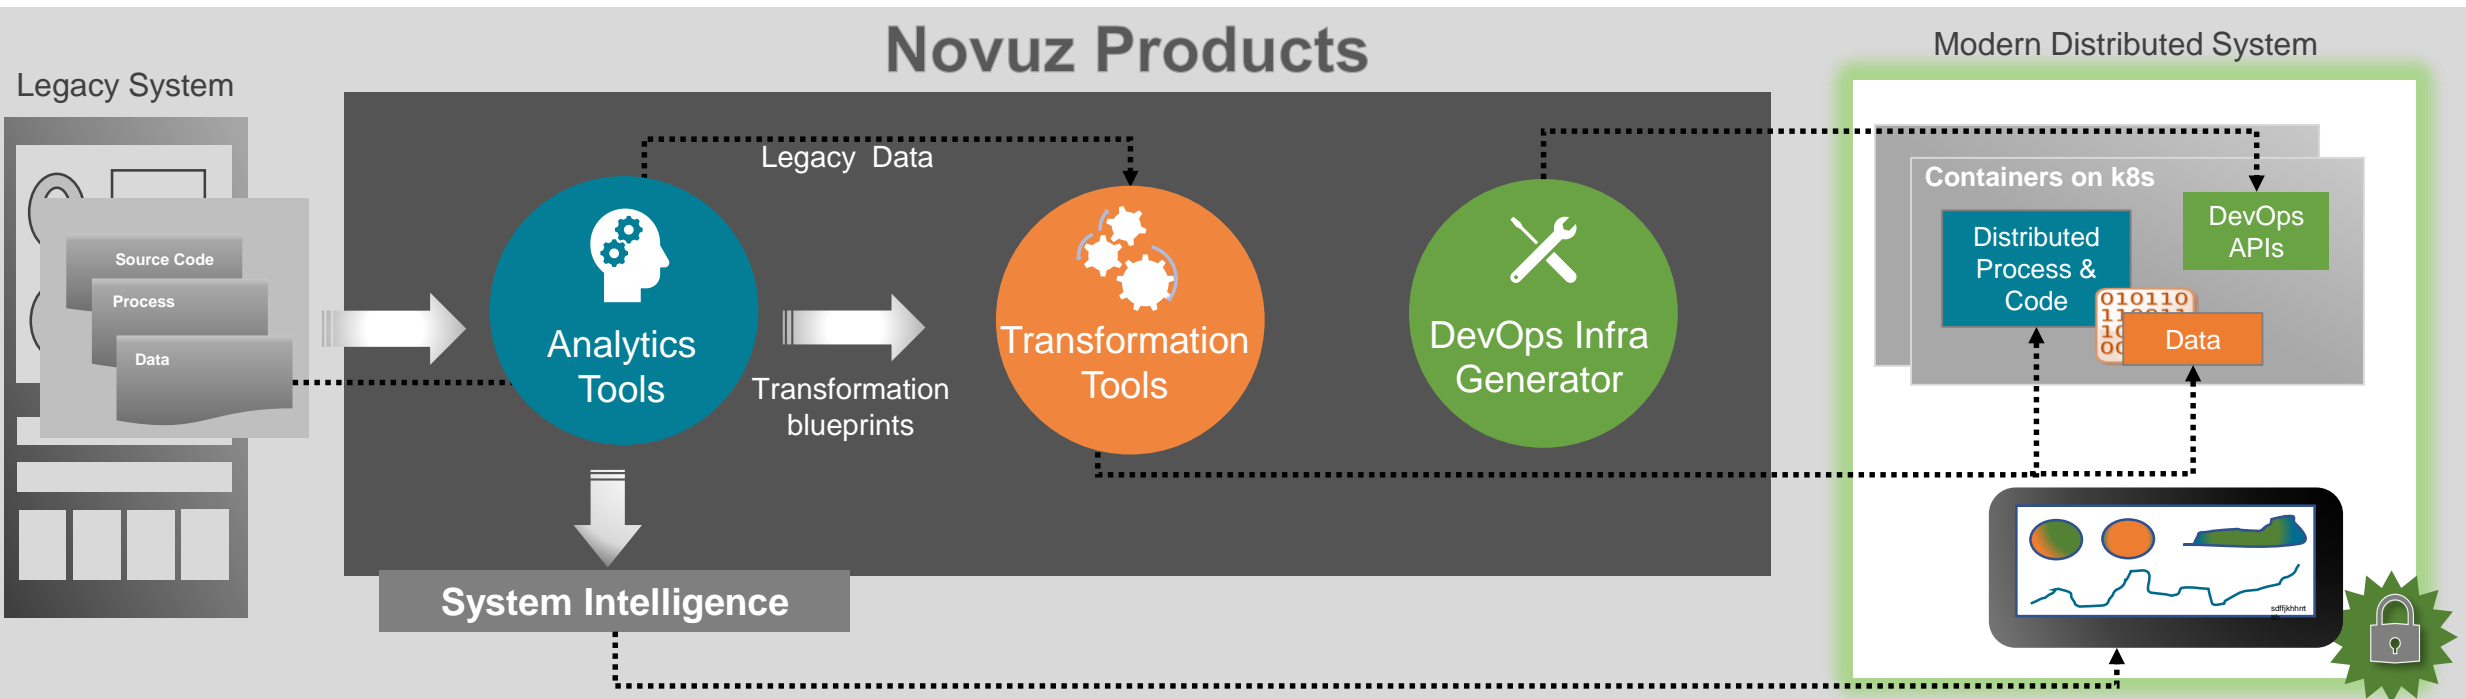 Novuz Products
Legacy System
Modern Distributed System
Source Code
Process
Data
Legacy  Data
Analytics
Tools
Transformation
blueprints
Transformation
Tools
DevOps Infra
Generator
System Intelligence
Containers on k8s
Distributed
Process &
Code
DevOps
APIs
010110
Data